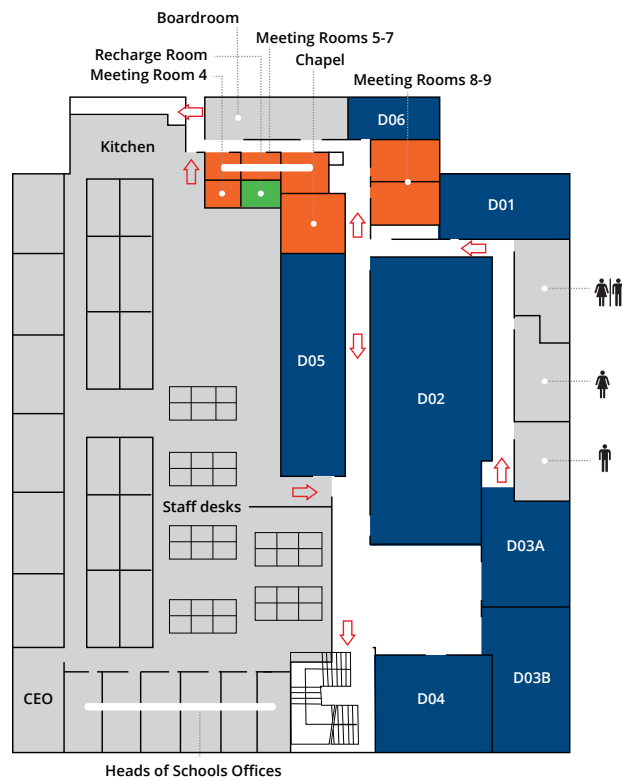 Boardroom
Meeting Rooms 5-7
Recharge Room
Chapel
Meeting Room 4
Meeting Rooms 8-9
D06
Kitchen
D01
D05
D02
Staff desks
D03A
CEO
D04
D03B
Heads of Schools Offices